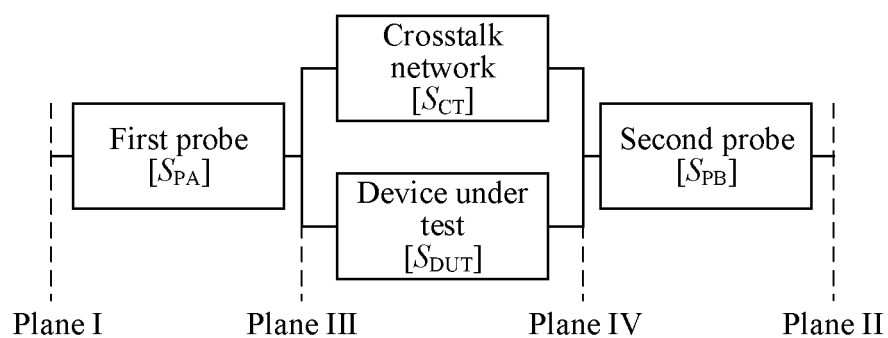 Crosstalk
network
[S_CT]
First probe
[S_PA]
Second probe
[S_PB]
Device under
test
[S_DUT]
Plane I
Plane III
Plane IV
Plane II